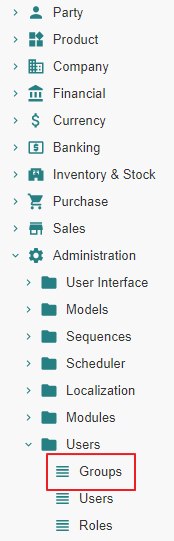 Party
Product
Company
Financial
Currency
Banking
Inventory & Stock
Purchase
Sales
Administration
User Interface
Models
Sequences
Scheduler
Localization
Modules
Users
Groups
Users
Roles